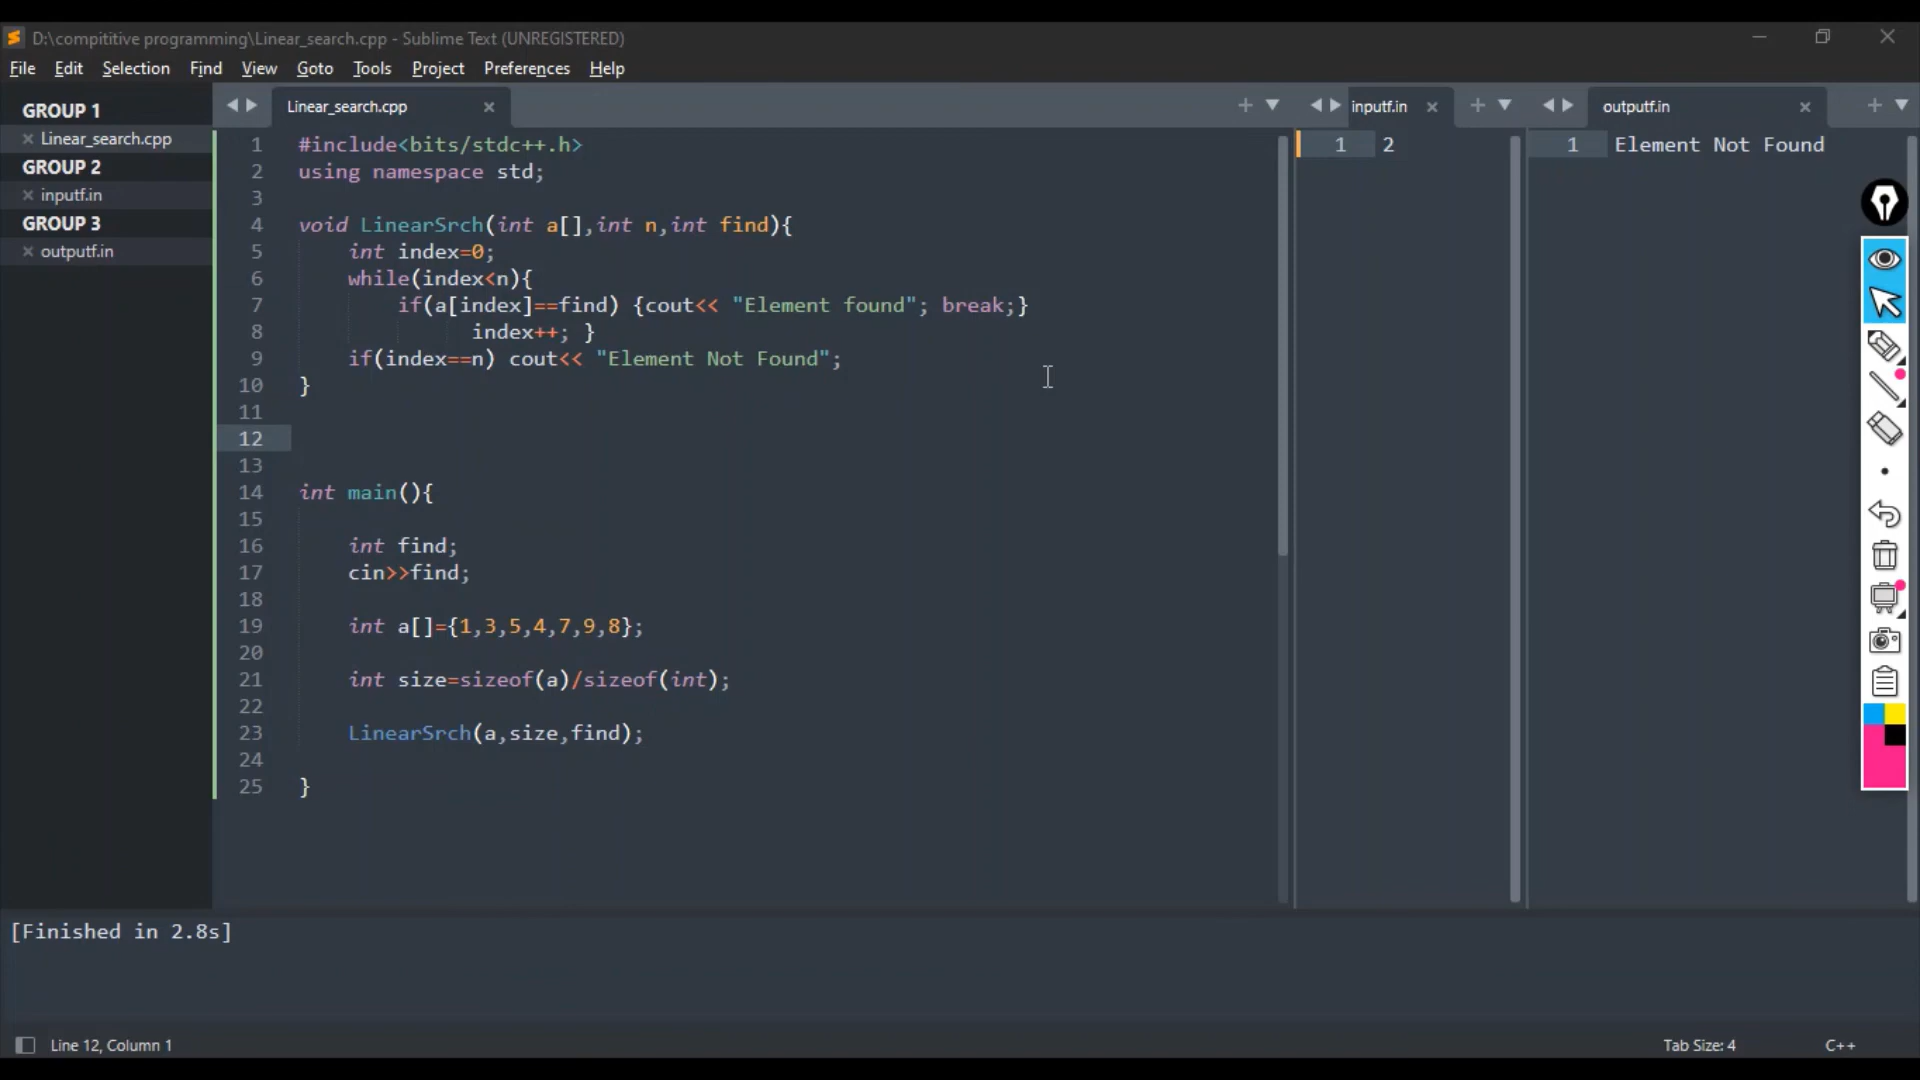 D:\compititive programming\Linear_search.cpp - Sublime Text (UNREGISTERED)
File Edit Selection Find View Goto Tools Project Preferences Help
GROUP 1
Linear_search.cpp
GROUP 2
inputf.in
GROUP 3
outputf.in
Linear_search.cpp
1 #include<bits/stdc++.h>
2 using namespace std;
3
4 void LinearSrch(int a[],int n,int find){
5 int index=0;
6 while(index<n){
7 if(a[index]==find) {cout<< "Element found"; break;}
8 index++; }
9 if(index==n) cout<< "Element Not Found";
10 }
11
12
13
14 int main(){
15
16 int find;
17 cin>>find;
18
19 int a[]={1,3,5,4,7,9,8};
20
21 int size=sizeof(a)/sizeof(int);
22
23 LinearSrch(a,size,find);
24
25 }
inputf.in
1 2
outputf.in
1 Element Not Found
[Finished in 2.8s]
Line 12, Column 1
Tab Size: 4
C++